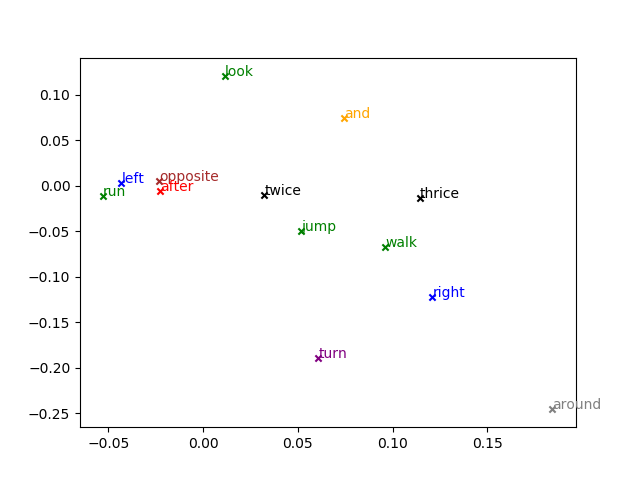 look
0.10
and
0.05
0.00
left
opposite
after
run
twice
thrice
−0.05
jump
walk
−0.10
right
−0.15
turn
−0.20
around
−0.25
−0.05 0.00 0.05 0.10 0.15